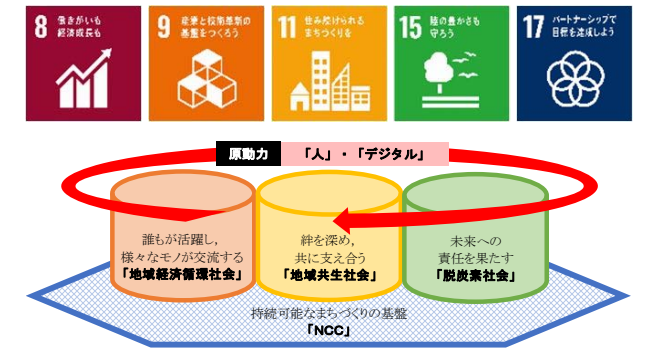 8 働きがいも
経済成長も
9 産業と技術革新の
基盤をつくろう
11 住み続けられる
まちづくりを
15 陸の豊かさも
守ろう
17 パートナーシップで
目標を達成しよう
原動力 「人」・「デジタル」
誰もが活躍し,
様々なモノが交流する
「地域経済循環社会」
絆を深め,
共に支え合う
「地域共生社会」
未来への
責任を果たす
「脱炭素社会」
持続可能なまちづくりの基盤
「NCC」